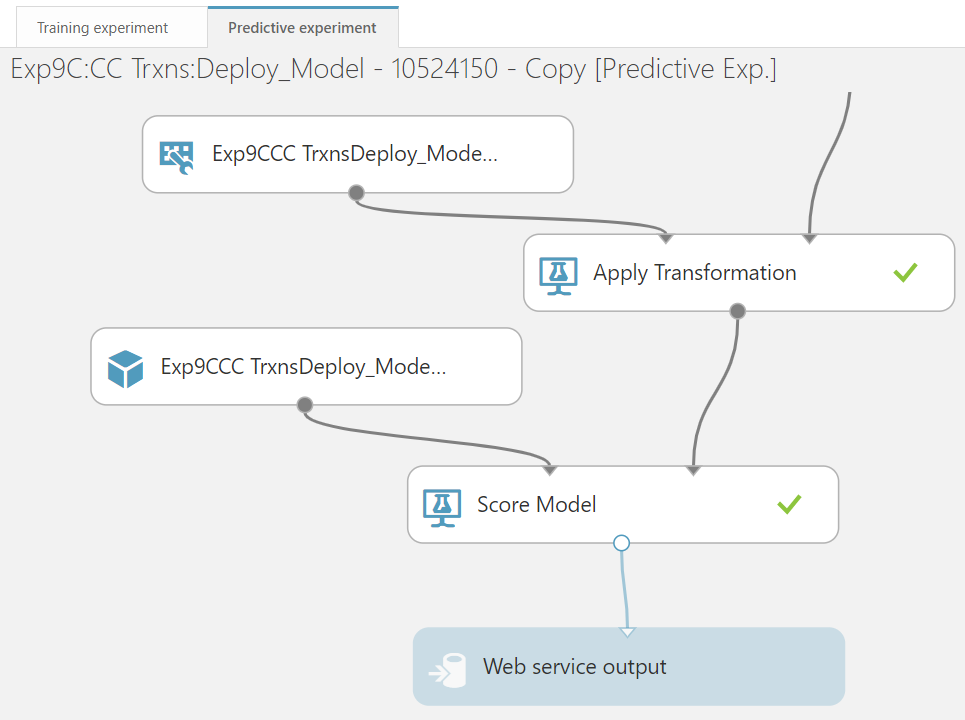 Training experiment
Predictive experiment
Exp9C:CC Trxns:Deploy_Model - 10524150 - Copy [Predictive Exp.]
Exp9CCC TrxnsDeploy_Mode...
Apply Transformation
Exp9CCC TrxnsDeploy_Mode...
Score Model
Web service output